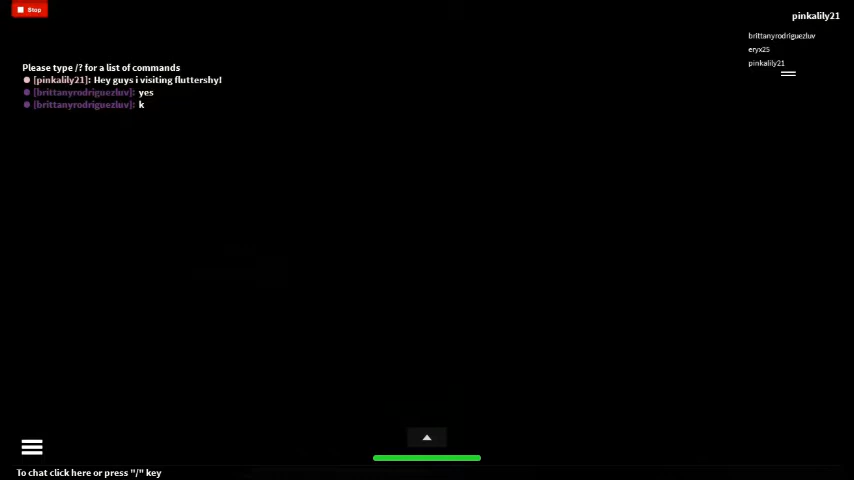 Stop
pinkalily21
brittanyrodriguezluv
eryx25
pinkalily21
Please type /? for a list of commands
[pinkalily21]: Hey guys i visiting fluttershy!
[brittanyrodriguezluv]: yes
[brittanyrodriguezluv]: k
To chat click here or press "/" key